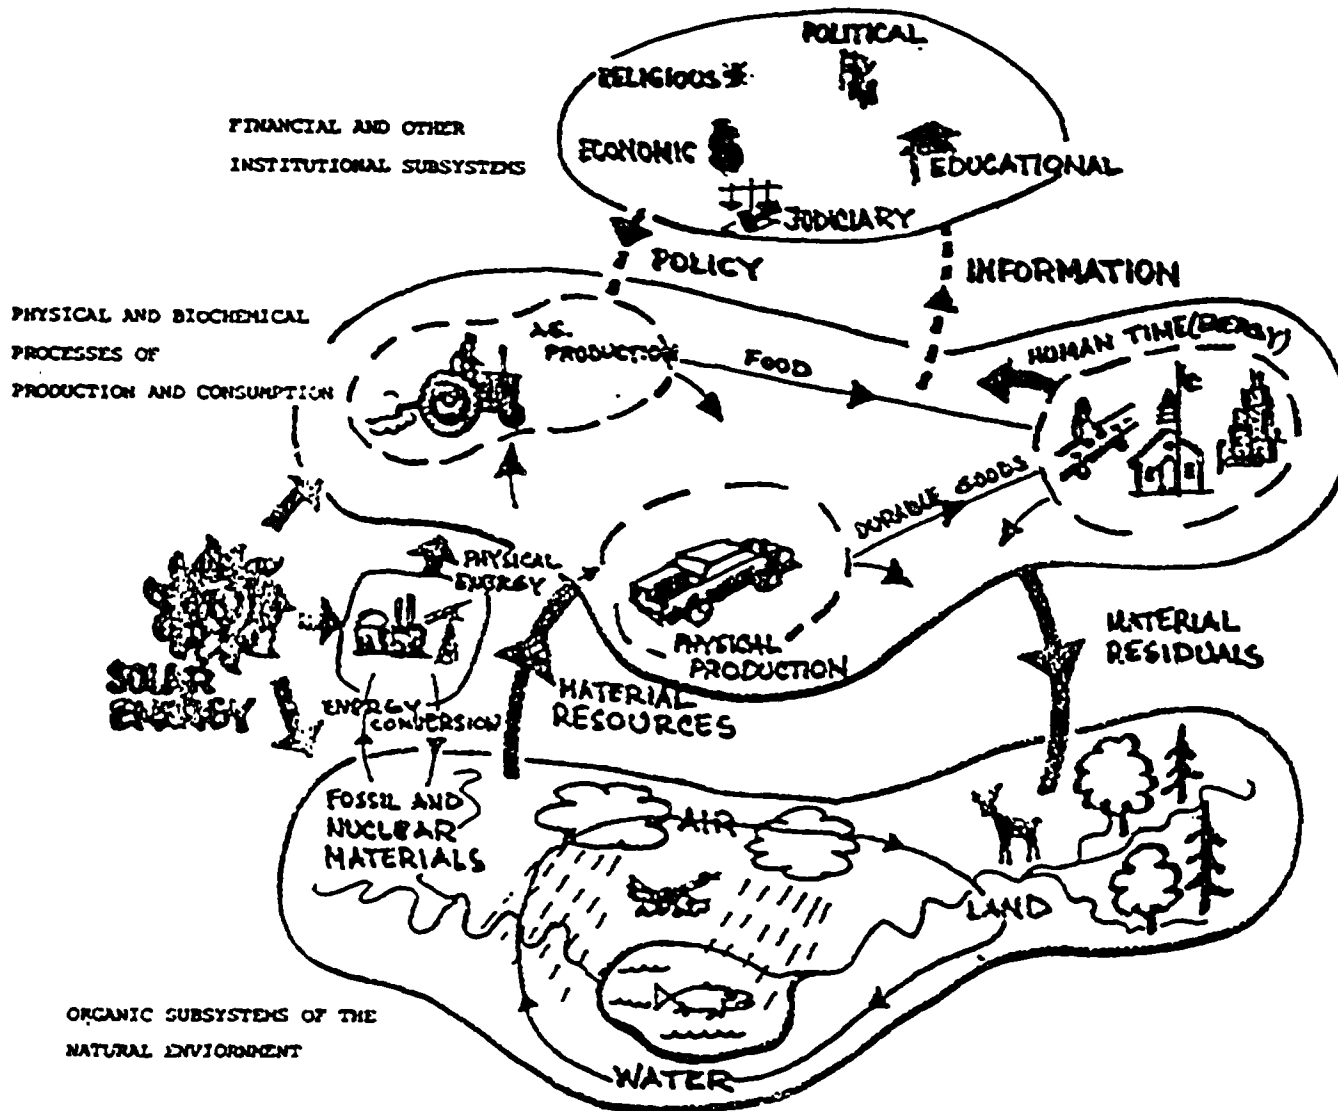 POLITICAL
RELIGIOUS
FINANCIAL AND OTHER
INSTITUTIONAL SUBSYSTEMS
ECONOMIC
EDUCATIONAL
JUDICIARY
POLICY
INFORMATION
PHYSICAL AND BIOCHEMICAL
PROCESSES OF
PRODUCTION AND CONSUMPTION
AG.
PRODUCTION
FOOD
HUMAN TIME(ENERGY)
DURABLE GOODS
PHYSICAL
ENERGY
PHYSICAL
PRODUCTION
MATERIAL
RESIDUALS
SOLAR
ENERGY
ENERGY
CONVERSION
MATERIAL
RESOURCES
FOSSIL AND
NUCLEAR
MATERIALS
AIR
LAND
WATER
ORGANIC SUBSYSTEMS OF THE
NATURAL ENVIORNMENT